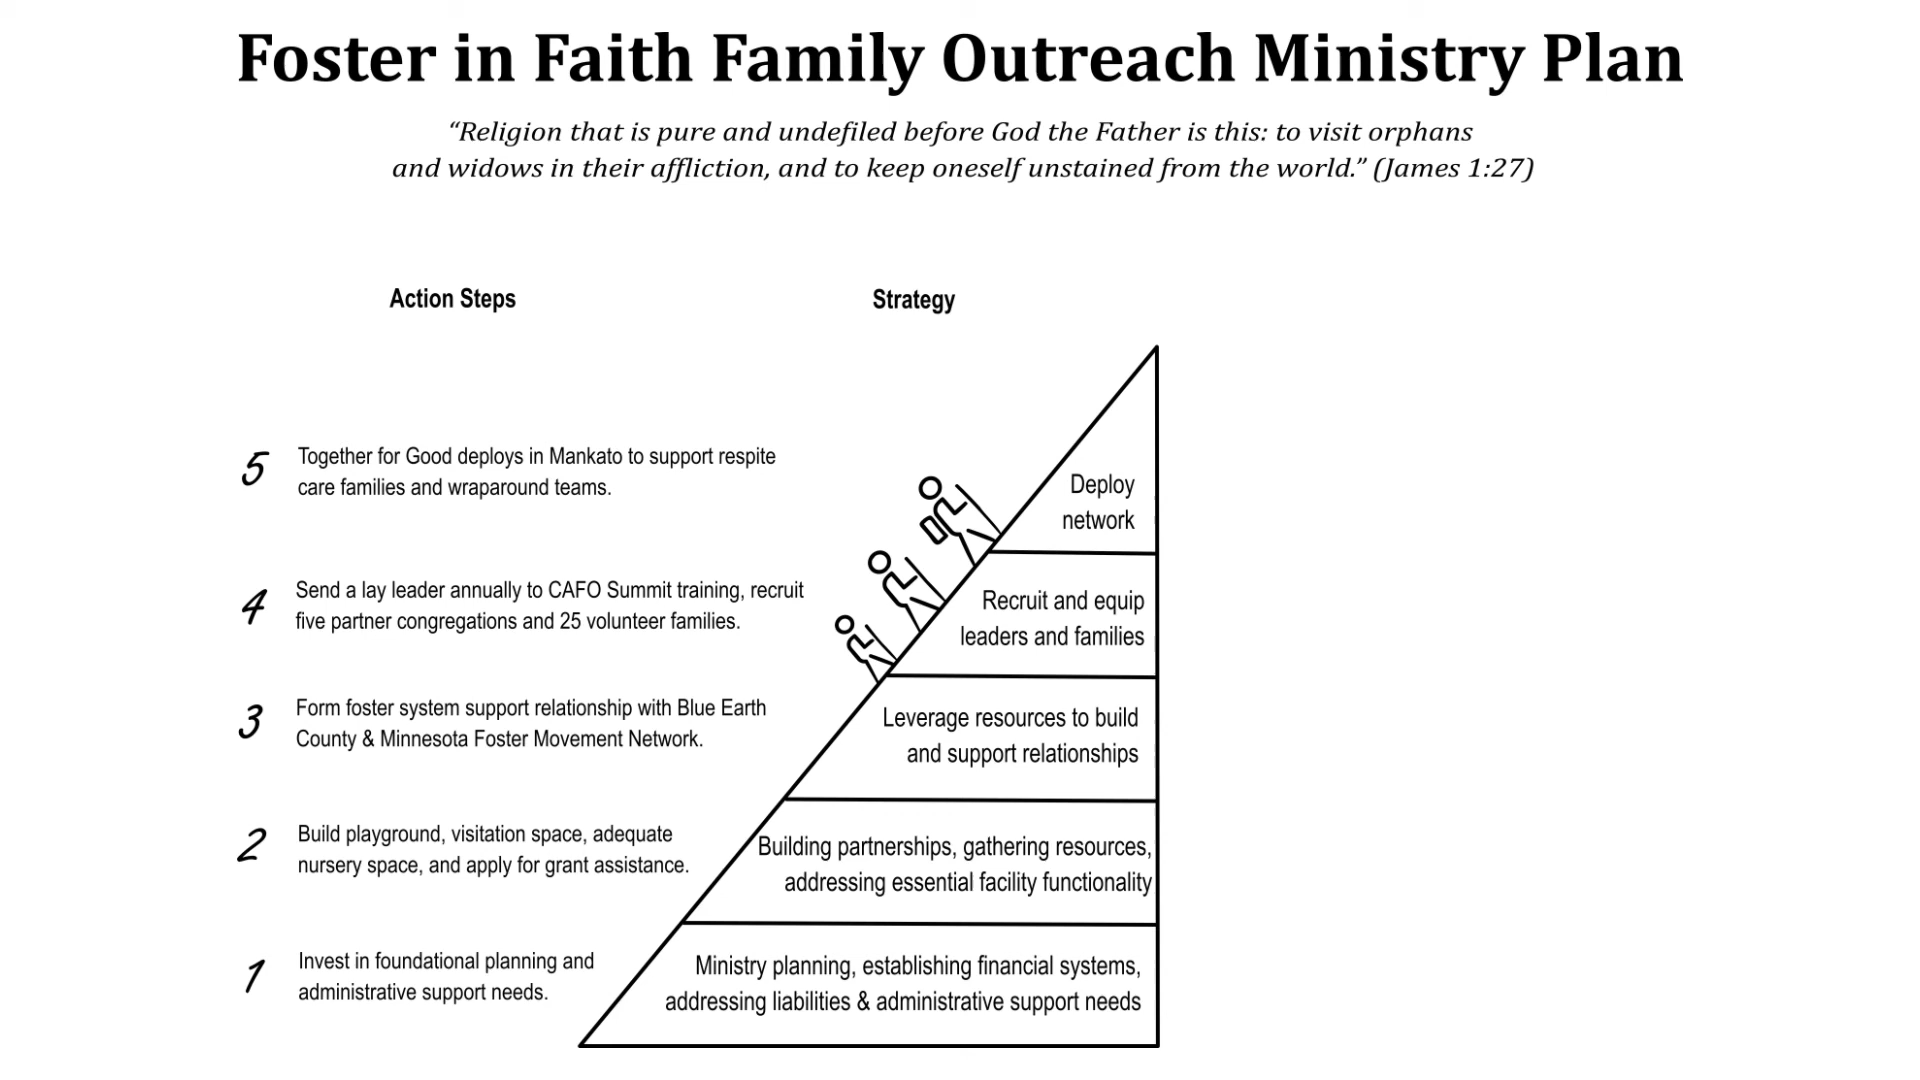 Foster in Faith Family Outreach Ministry Plan
“Religion that is pure and undefiled before God the Father is this: to visit orphans
and widows in their affliction, and to keep oneself unstained from the world.” (James 1:27)
Action Steps
Strategy
5
Together for Good deploys in Mankato to support respite
care families and wraparound teams.
Deploy
network
4
Send a lay leader annually to CAFO Summit training, recruit
five partner congregations and 25 volunteer families.
Recruit and equip
leaders and families
3
Form foster system support relationship with Blue Earth
County & Minnesota Foster Movement Network.
Leverage resources to build
and support relationships
2
Build playground, visitation space, adequate
nursery space, and apply for grant assistance.
Building partnerships, gathering resources,
addressing essential facility functionality
1
Invest in foundational planning and
administrative support needs.
Ministry planning, establishing financial systems,
addressing liabilities & administrative support needs